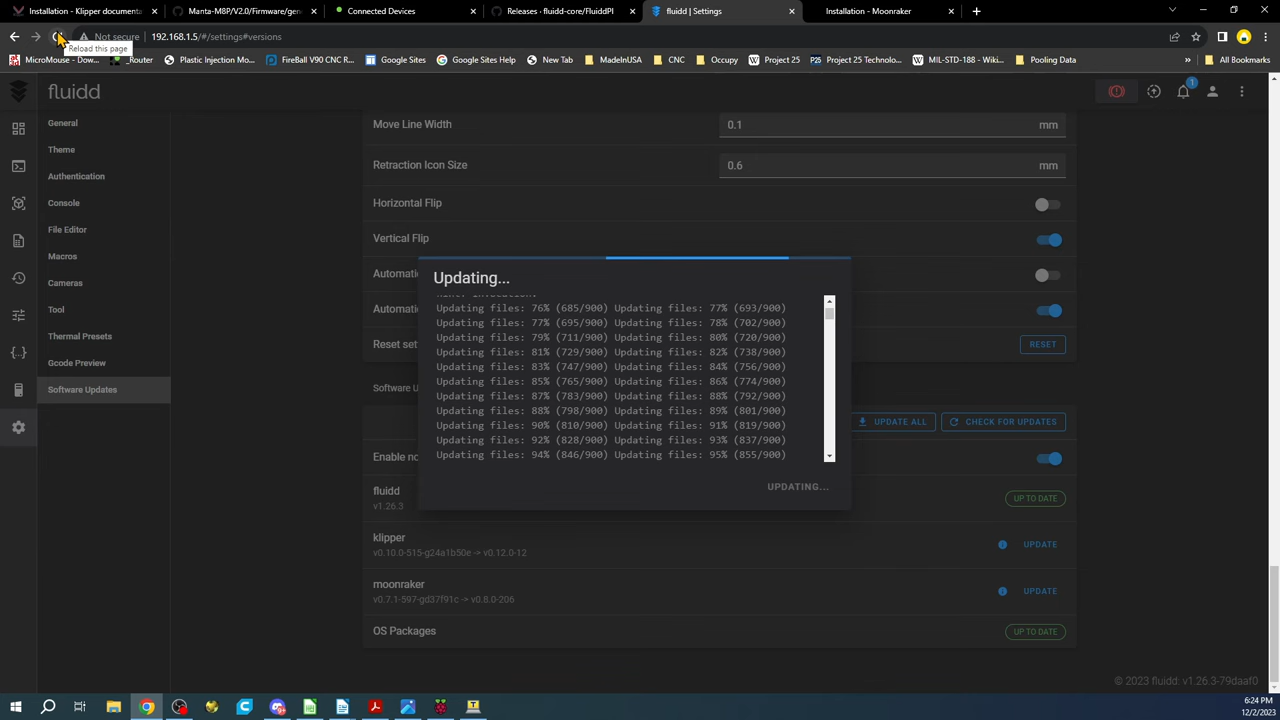 Installation - Klipper documenta
Manta-M8P/V2.0/Firmware/gene
Connected Devices
Releases · fluidd-core/FluiddPI
fluidd | Settings
Installation - Moonraker
Not secure
192.168.1.5/#/settings#versions
Reload this page
MicroMouse - Dow...
_Router
Plastic Injection Mo...
FireBall V90 CNC R...
Google Sites
Google Sites Help
New Tab
MadeInUSA
CNC
Occupy
Project 25
Project 25 Technolo...
MIL-STD-188 - Wiki...
Pooling Data
»
All Bookmarks
fluidd
1
General
Theme
Authentication
Console
File Editor
Macros
Cameras
Tool
Thermal Presets
Gcode Preview
Software Updates
Move Line Width
0.1
mm
Retraction Icon Size
0.6
mm
Horizontal Flip
Vertical Flip
Automati
Automati
Reset set
RESET
Software U
UPDATE ALL
CHECK FOR UPDATES
Enable no
fluidd
v1.26.3
UP TO DATE
klipper
v0.10.0-515-g24a1b50e -> v0.12.0-12
UPDATE
moonraker
v0.7.1-597-gd37f91c -> v0.8.0-206
UPDATE
OS Packages
UP TO DATE
Updating...
Updating files: 76% (685/900) Updating files: 77% (693/900)
Updating files: 77% (695/900) Updating files: 78% (702/900)
Updating files: 79% (711/900) Updating files: 80% (720/900)
Updating files: 81% (729/900) Updating files: 82% (738/900)
Updating files: 83% (747/900) Updating files: 84% (756/900)
Updating files: 85% (765/900) Updating files: 86% (774/900)
Updating files: 87% (783/900) Updating files: 88% (792/900)
Updating files: 88% (798/900) Updating files: 89% (801/900)
Updating files: 90% (810/900) Updating files: 91% (819/900)
Updating files: 92% (828/900) Updating files: 93% (837/900)
Updating files: 94% (846/900) Updating files: 95% (855/900)
UPDATING...
© 2023 fluidd: v1.26.3-79daaf0
6:24 PM
12/2/2023